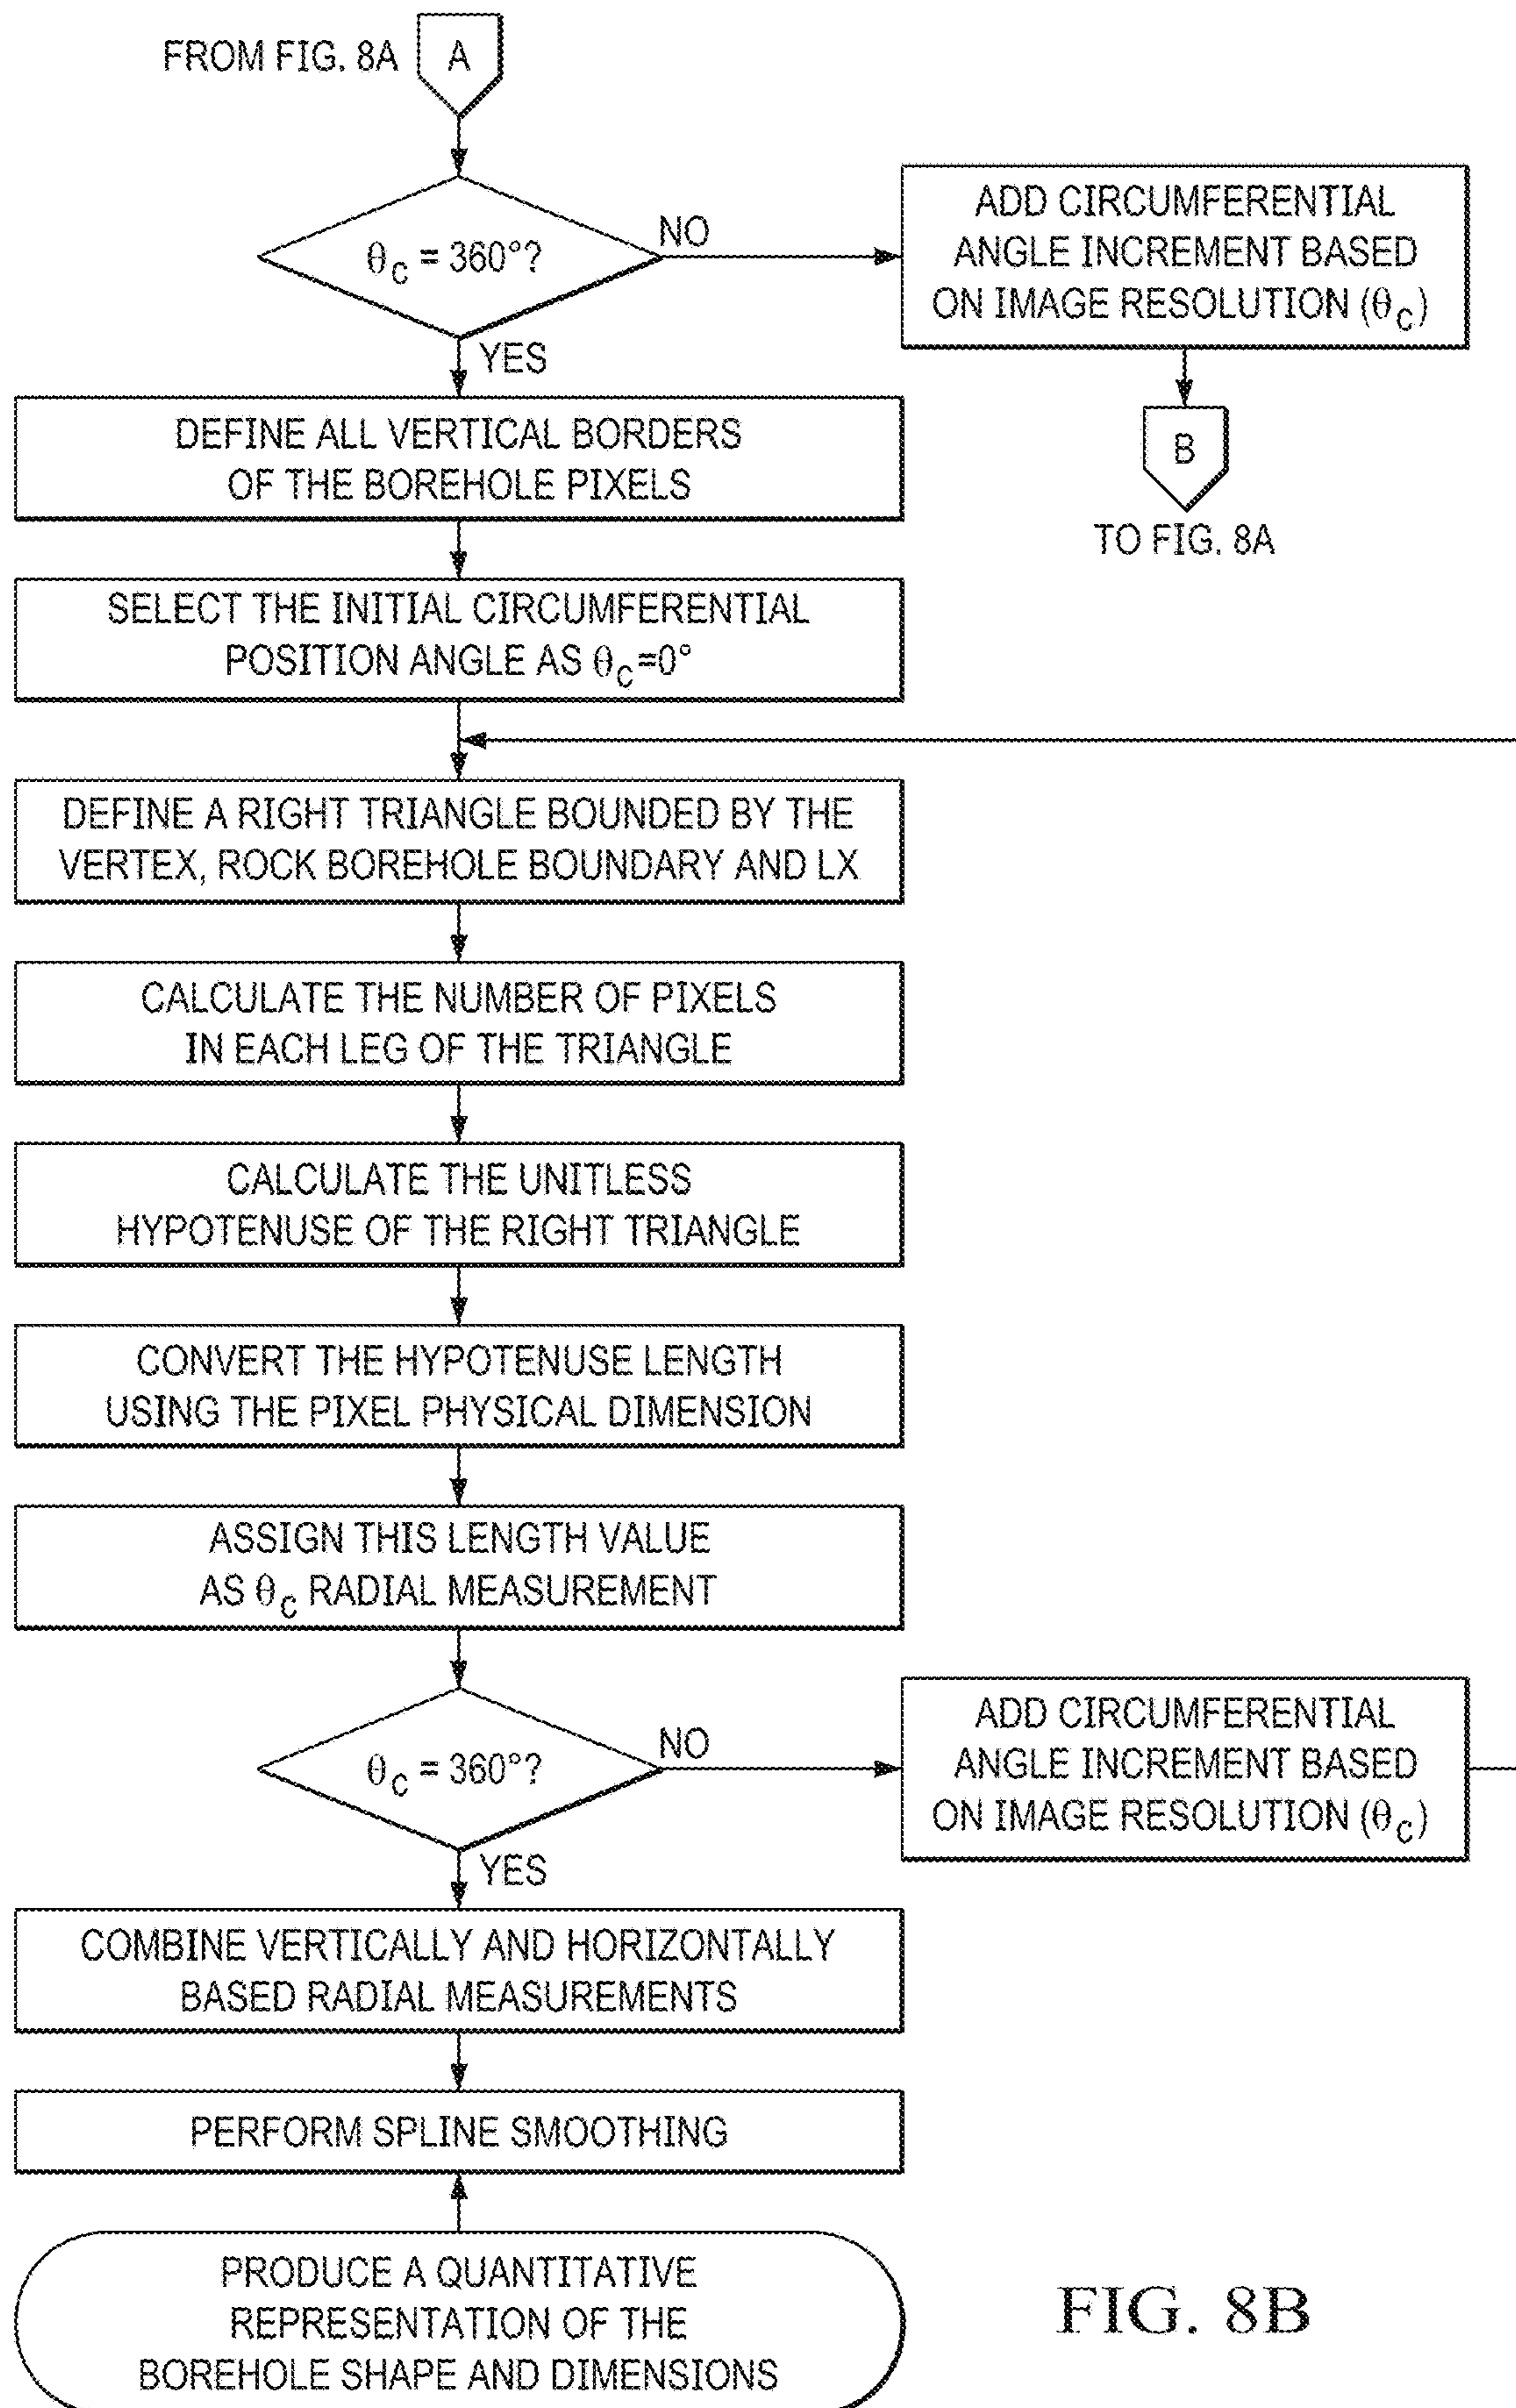 FROM FIG. 8A
A
θC = 360°?
NO
ADD CIRCUMFERENTIAL
ANGLE INCREMENT BASED
ON IMAGE RESOLUTION (θC)
B
TO FIG. 8A
YES
DEFINE ALL VERTICAL BORDERS
OF THE BOREHOLE PIXELS
SELECT THE INITIAL CIRCUMFERENTIAL
POSITION ANGLE AS θC=0°
DEFINE A RIGHT TRIANGLE BOUNDED BY THE
VERTEX, ROCK BOREHOLE BOUNDARY AND LX
CALCULATE THE NUMBER OF PIXELS
IN EACH LEG OF THE TRIANGLE
CALCULATE THE UNITLESS
HYPOTENUSE OF THE RIGHT TRIANGLE
CONVERT THE HYPOTENUSE LENGTH
USING THE PIXEL PHYSICAL DIMENSION
ASSIGN THIS LENGTH VALUE
AS θC RADIAL MEASUREMENT
θC = 360°?
NO
ADD CIRCUMFERENTIAL
ANGLE INCREMENT BASED
ON IMAGE RESOLUTION (θC)
YES
COMBINE VERTICALLY AND HORIZONTALLY
BASED RADIAL MEASUREMENTS
PERFORM SPLINE SMOOTHING
PRODUCE A QUANTITATIVE
REPRESENTATION OF THE
BOREHOLE SHAPE AND DIMENSIONS
FIG. 8B